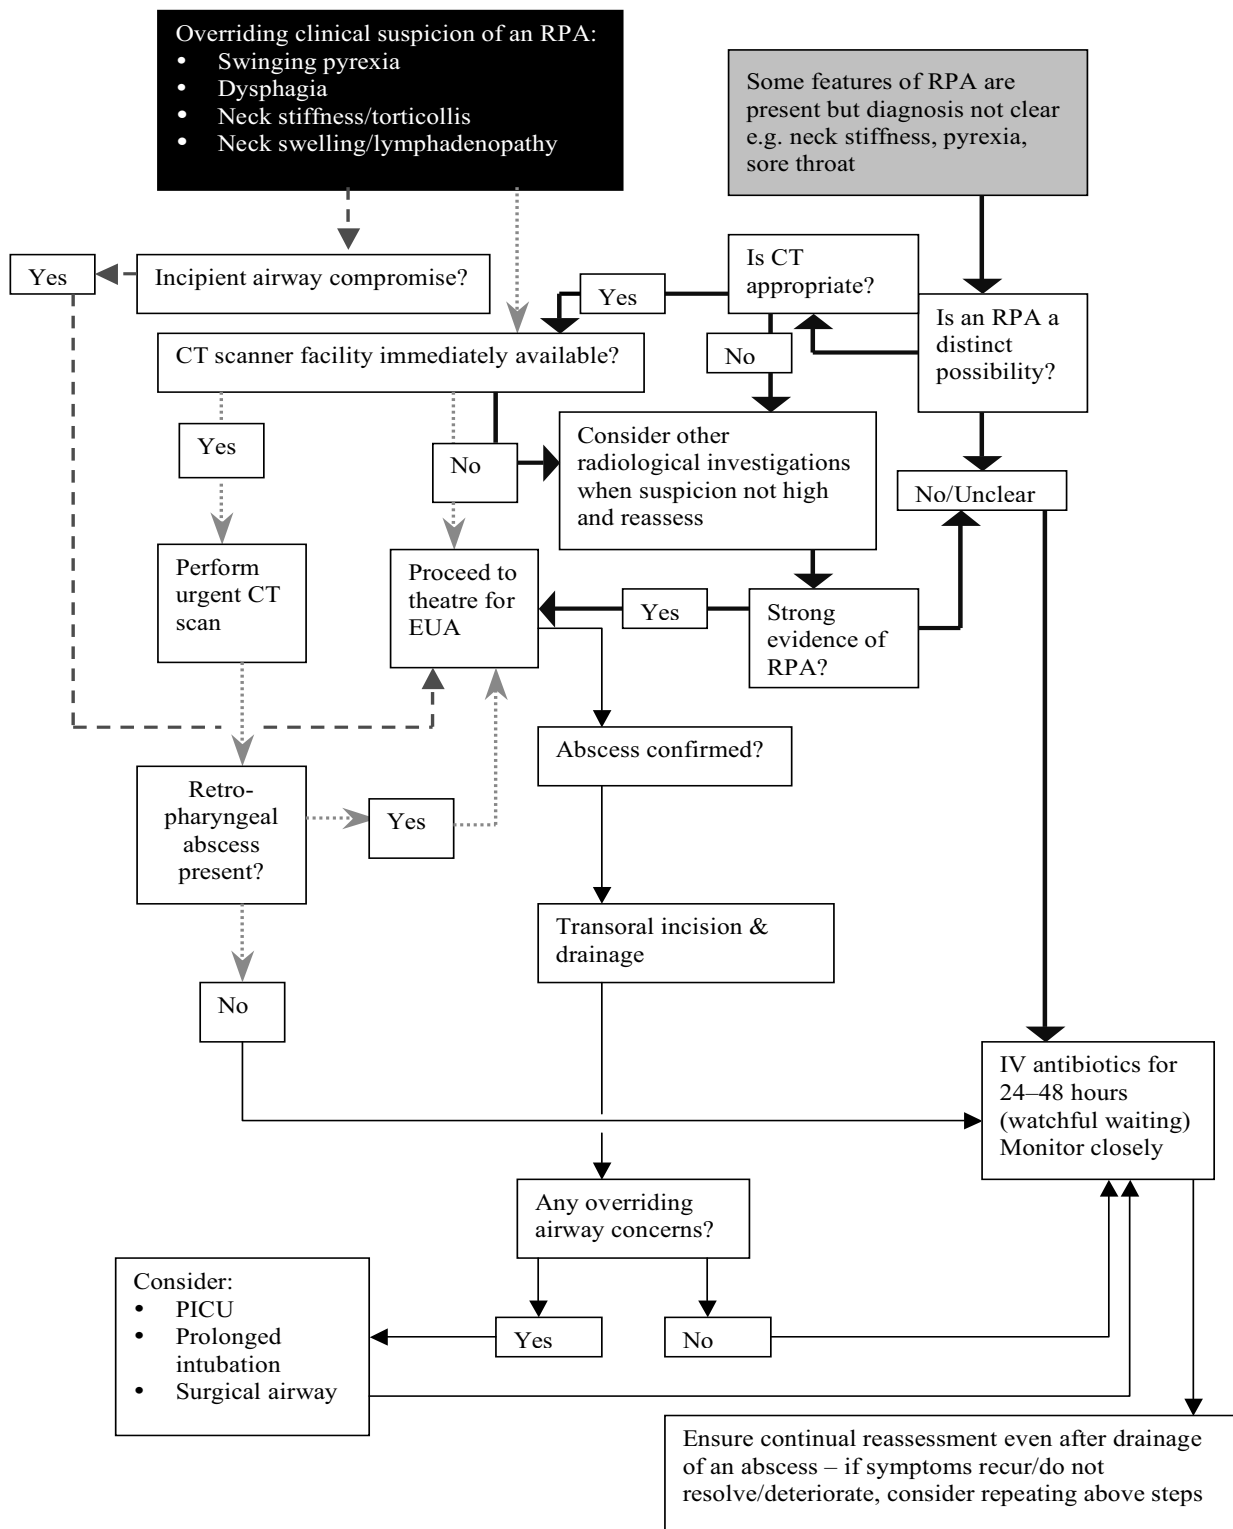 Overriding clinical suspicion of an RPA:
• Swinging pyrexia
• Dysphagia
• Neck stiffness/torticollis
• Neck swelling/lymphadenopathy
Some features of RPA are
present but diagnosis not clear
e.g. neck stiffness, pyrexia,
sore throat
Yes
Incipient airway compromise?
Is CT
appropriate?
Yes
Is an RPA a
distinct
possibility?
CT scanner facility immediately available?
No
Yes
No
Consider other
radiological investigations
when suspicion not high
and reassess
No/Unclear
Perform
urgent CT
scan
Proceed to
theatre for
EUA
Yes
Strong
evidence of
RPA?
Abscess confirmed?
Retro-
pharyngeal
abscess
present?
Yes
Transoral incision &
drainage
No
IV antibiotics for
24–48 hours
(watchful waiting)
Monitor closely
Any overriding
airway concerns?
Consider:
• PICU
• Prolonged
intubation
• Surgical airway
Yes
No
Ensure continual reassessment even after drainage
of an abscess – if symptoms recur/do not
resolve/deteriorate, consider repeating above steps